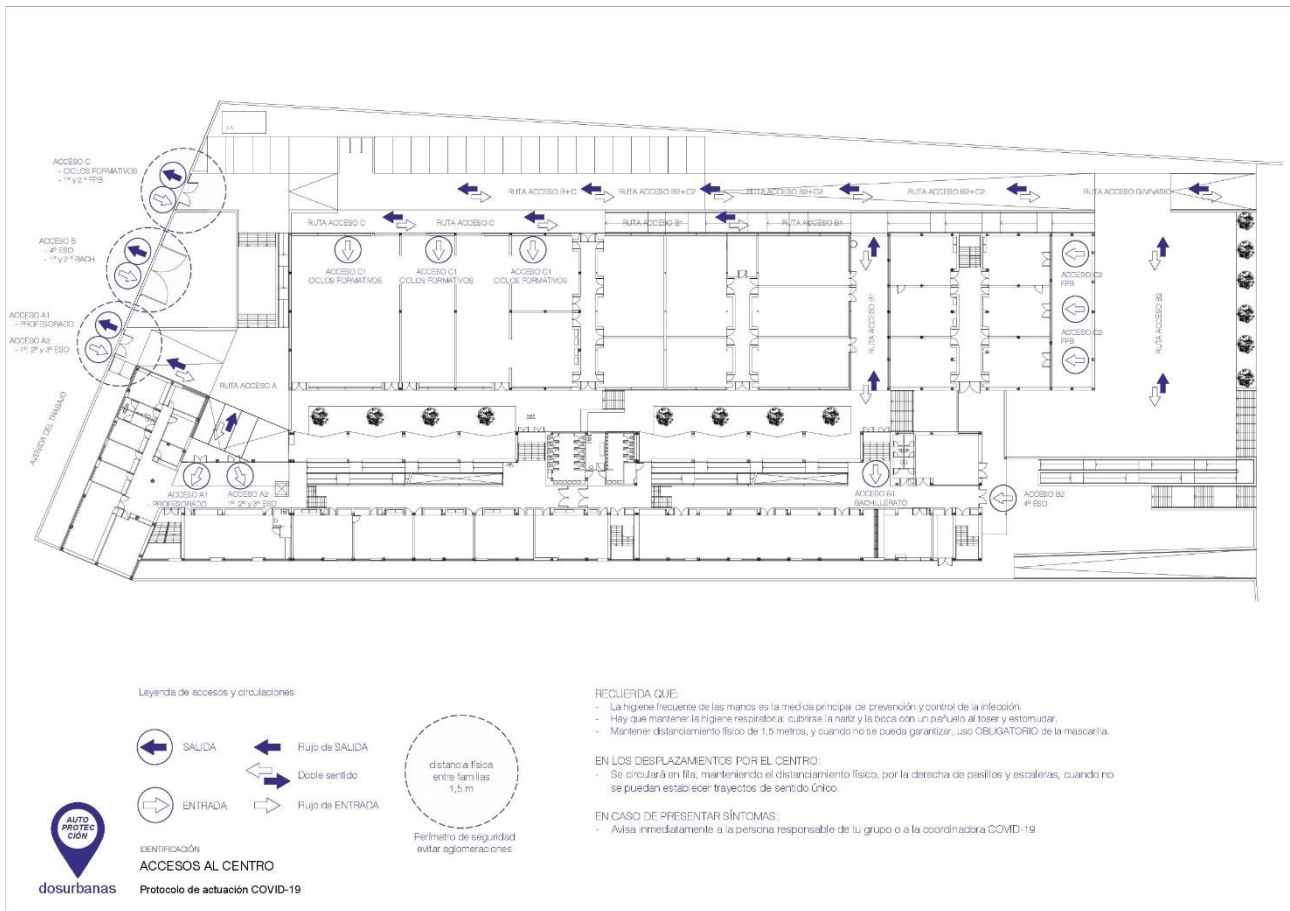 ACCESO C
- CICLOS FORMATIVOS
- 1º y 2º FPB
ACCESO B
- 4º ESO
- 1º y 2º BACH.
ACCESO A1
- PROFESORADO
ACCESO A2
- 1º, 2º y 3º ESO
AVENIDA DEL TRABAJO
RUTA ACCESO B+C
RUTA ACCESO B2+C2
RUTA ACCESO B2+C2
RUTA ACCESO B2+C2
RUTA ACCESO GIMNASIO
RUTA ACCESO C
RUTA ACCESO C
RUTA ACCESO B1
RUTA ACCESO B1
ACCESO C1
CICLOS FORMATIVOS
ACCESO C1
CICLOS FORMATIVOS
ACCESO C1
CICLOS FORMATIVOS
ACCESO C2
FPB
ACCESO C2
FPB
RUTA ACCESO B1
RUTA ACCESO B2
RUTA ACCESO A
ACCESO A1
- PROFESORADO
ACCESO A2
1º, 2º y 3º ESO
ACCESO B1
BACHILLERATO
ACCESO B2
4º ESO
Leyenda de accesos y circulaciones
SALIDA
Flujo de SALIDA
Doble sentido
ENTRADA
Flujo de ENTRADA
distancia física
entre familias
1,5 m
Perímetro de seguridad
evitar aglomeraciones
RECUERDA QUE:
- La higiene frecuente de las manos es la medida principal de prevención y control de la infección.
- Hay que mantener la higiene respiratoria: cubrirse la nariz y la boca con un pañuelo al toser y estornudar.
- Mantener distanciamiento físico de 1,5 metros, y cuando no se pueda garantizar, uso OBLIGATORIO de la mascarilla.
EN LOS DESPLAZAMIENTOS POR EL CENTRO:
- Se circulará en fila, manteniendo el distanciamiento físico, por la derecha de pasillos y escaleras, cuando no
se puedan establecer trayectos de sentido único.
EN CASO DE PRESENTAR SÍNTOMAS:
- Avisa inmediatamente a la persona responsable de tu grupo o a la coordinadora COVID-19
AUTO
PROTEC
CIÓN
dosurbanas
IDENTIFICACIÓN
ACCESOS AL CENTRO
Protocolo de actuación COVID-19